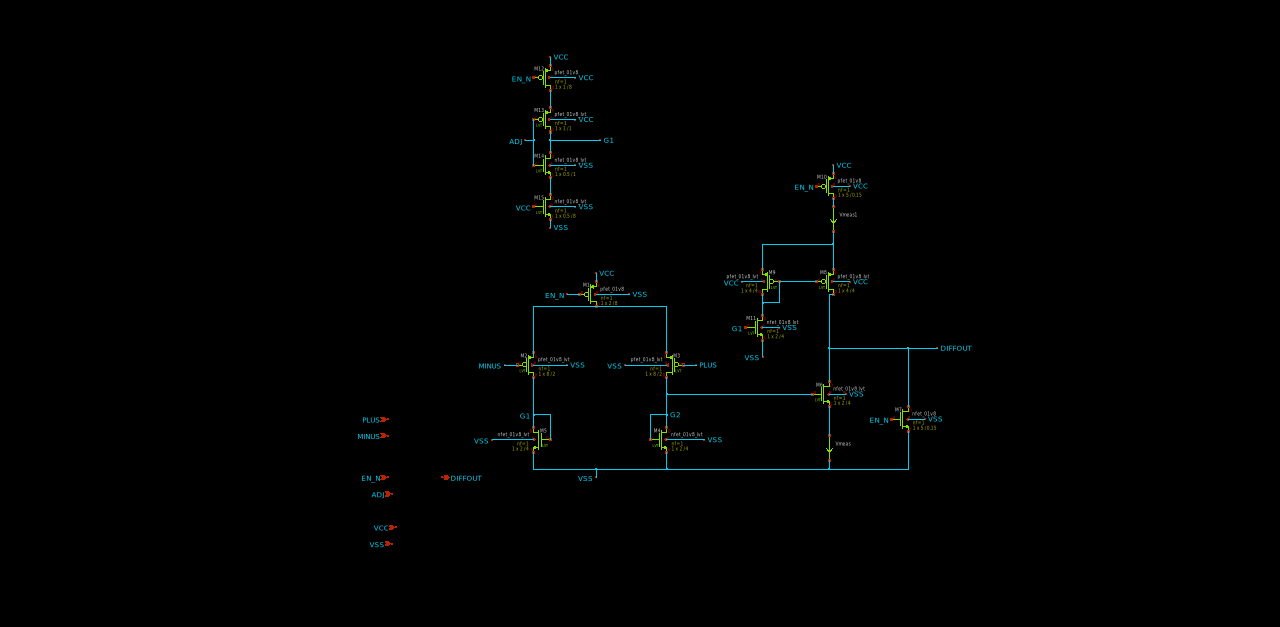 VCC
M12
pfet_01v8
EN_N
VCC
nf=1
1 x 1 /8
M13
pfet_01v8_lvt
VCC
nf=1
1 x 1 /1
ADJ
G1
M14
nfet_01v8_lvt
VSS
nf=1
1 x 0.5 /1
M15
nfet_01v8_lvt
VCC
VSS
nf=1
1 x 0.5 /8
VSS
VCC
M10
pfet_01v8
EN_N
VCC
nf=1
1 x 5 /0.15
Vmeas1
VCC
M1
pfet_01v8
EN_N
VSS
nf=1
1 x 2 /8
pfet_01v8_lvt
M9
VCC
nf=1
1 x 4 /4
M8
pfet_01v8_lvt
VCC
nf=1
1 x 4 /4
M11
nfet_01v8_lvt
G1
VSS
nf=1
1 x 2 /4
VSS
DIFFOUT
M2
pfet_01v8_lvt
MINUS
VSS
nf=1
1 x 8 /2
pfet_01v8_lvt
M3
VSS
PLUS
nf=1
1 x 8 /2
M6
nfet_01v8_lvt
VSS
nf=1
1 x 2 /4
M7
nfet_01v8
EN_N
VSS
nf=1
1 x 5 /0.15
G1
G2
nfet_01v8_lvt
M5
VSS
nf=1
1 x 2 /4
M4
nfet_01v8_lvt
VSS
nf=1
1 x 2 /4
Vmeas
VSS
PLUS
MINUS
EN_N
DIFFOUT
ADJ
VCC
VSS